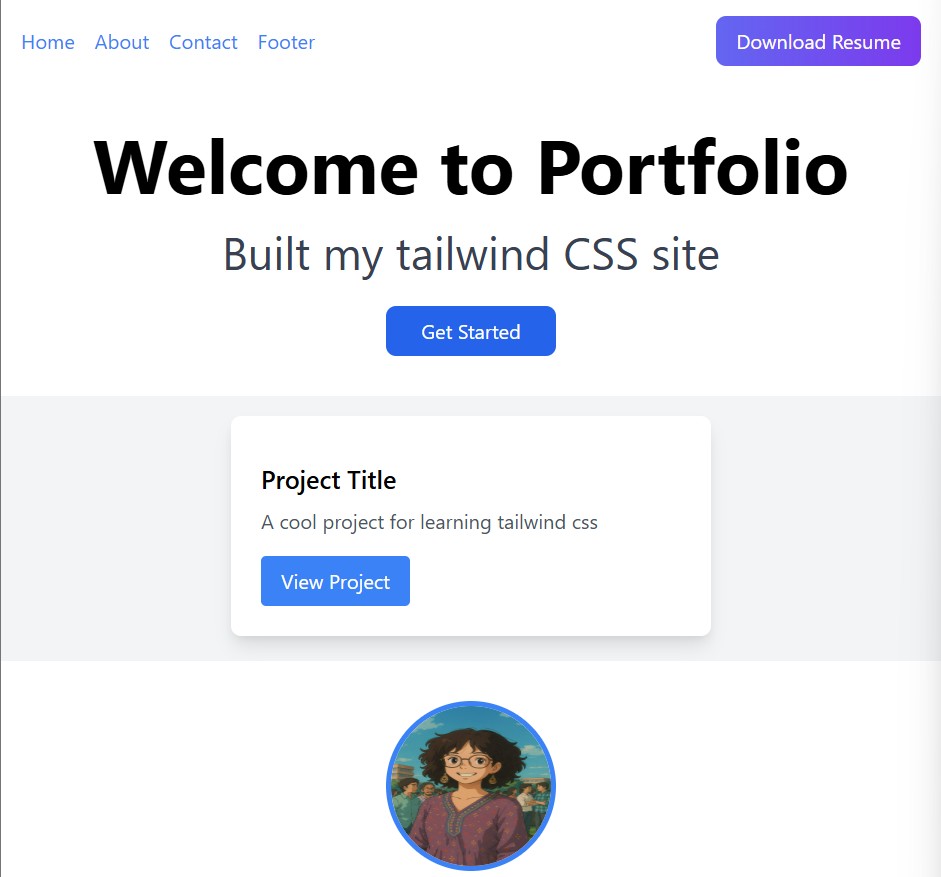 Home About Contact Footer Download Resume
Welcome to Portfolio
Built my tailwind CSS site
Get Started
Project Title
A cool project for learning tailwind css
View Project